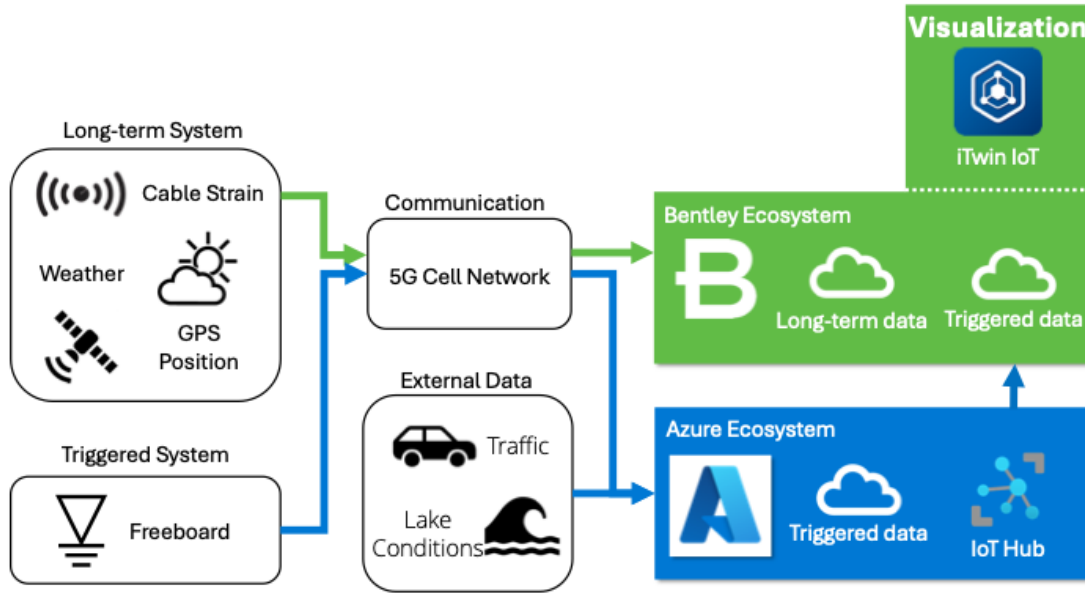 Visualization
iTwin IoT
Long-term System
Cable Strain
Weather
GPS
Position
Communication
5G Cell Network
Bentley Ecosystem
B
Long-term data
Triggered data
External Data
Traffic
Lake
Conditions
Triggered System
Freeboard
Azure Ecosystem
Triggered data
IoT Hub